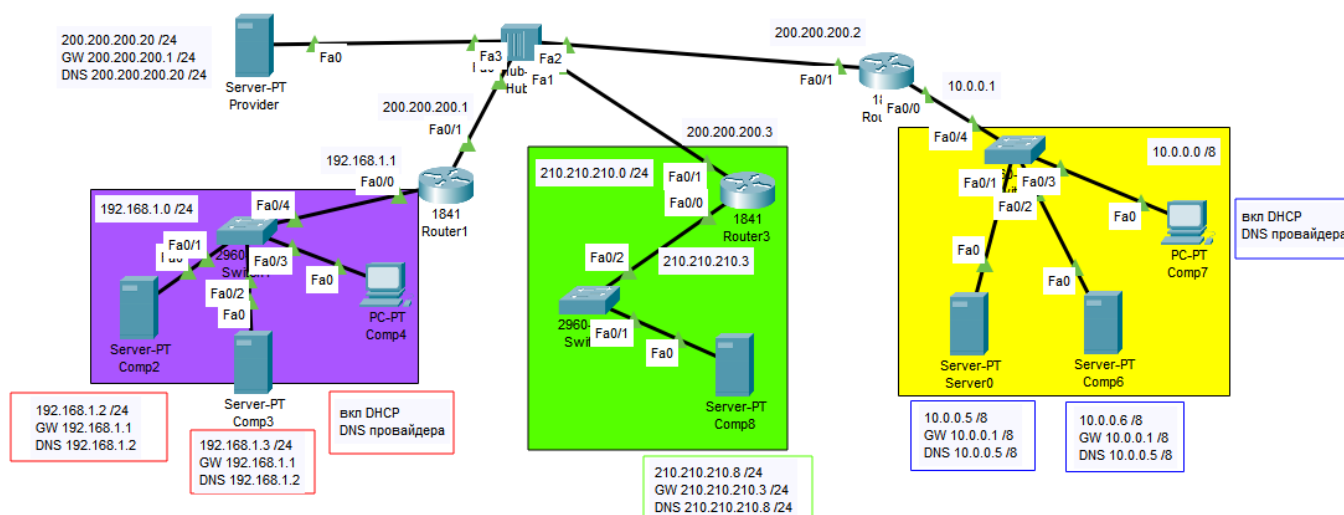 200.200.200.20 /24
GW 200.200.200.1 /24
DNS 200.200.200.20 /24
Fa0
Server-PT
Provider
Fa3
Fa2
Fa1
Hub
200.200.200.2
Fa0/1
Fa0/0
10.0.0.1
200.200.200.1
Fa0/1
192.168.1.1
Fa0/0
1841
Router1
192.168.1.0 /24
Fa0/4
Fa0/1
Fa0/3
Fa0
Fa0/2
Fa0
Server-PT
Comp2
PC-PT
Comp4
Server-PT
Comp3
192.168.1.2 /24
GW 192.168.1.1
DNS 192.168.1.2
192.168.1.3 /24
GW 192.168.1.1
DNS 192.168.1.2
вкл DHCP
DNS провайдера
200.200.200.3
210.210.210.0 /24
Fa0/1
Fa0/0
1841
Router3
210.210.210.3
Fa0/2
Fa0/1
Fa0
Server-PT
Comp8
210.210.210.8 /24
GW 210.210.210.3 /24
DNS 210.210.210.8 /24
Fa0/4
10.0.0.0 /8
Fa0/1
Fa0/3
Fa0/2
Fa0
PC-PT
Comp7
вкл DHCP
DNS провайдера
Fa0
Fa0
Server-PT
Server0
Server-PT
Comp6
10.0.0.5 /8
GW 10.0.0.1 /8
DNS 10.0.0.5 /8
10.0.0.6 /8
GW 10.0.0.1 /8
DNS 10.0.0.5 /8